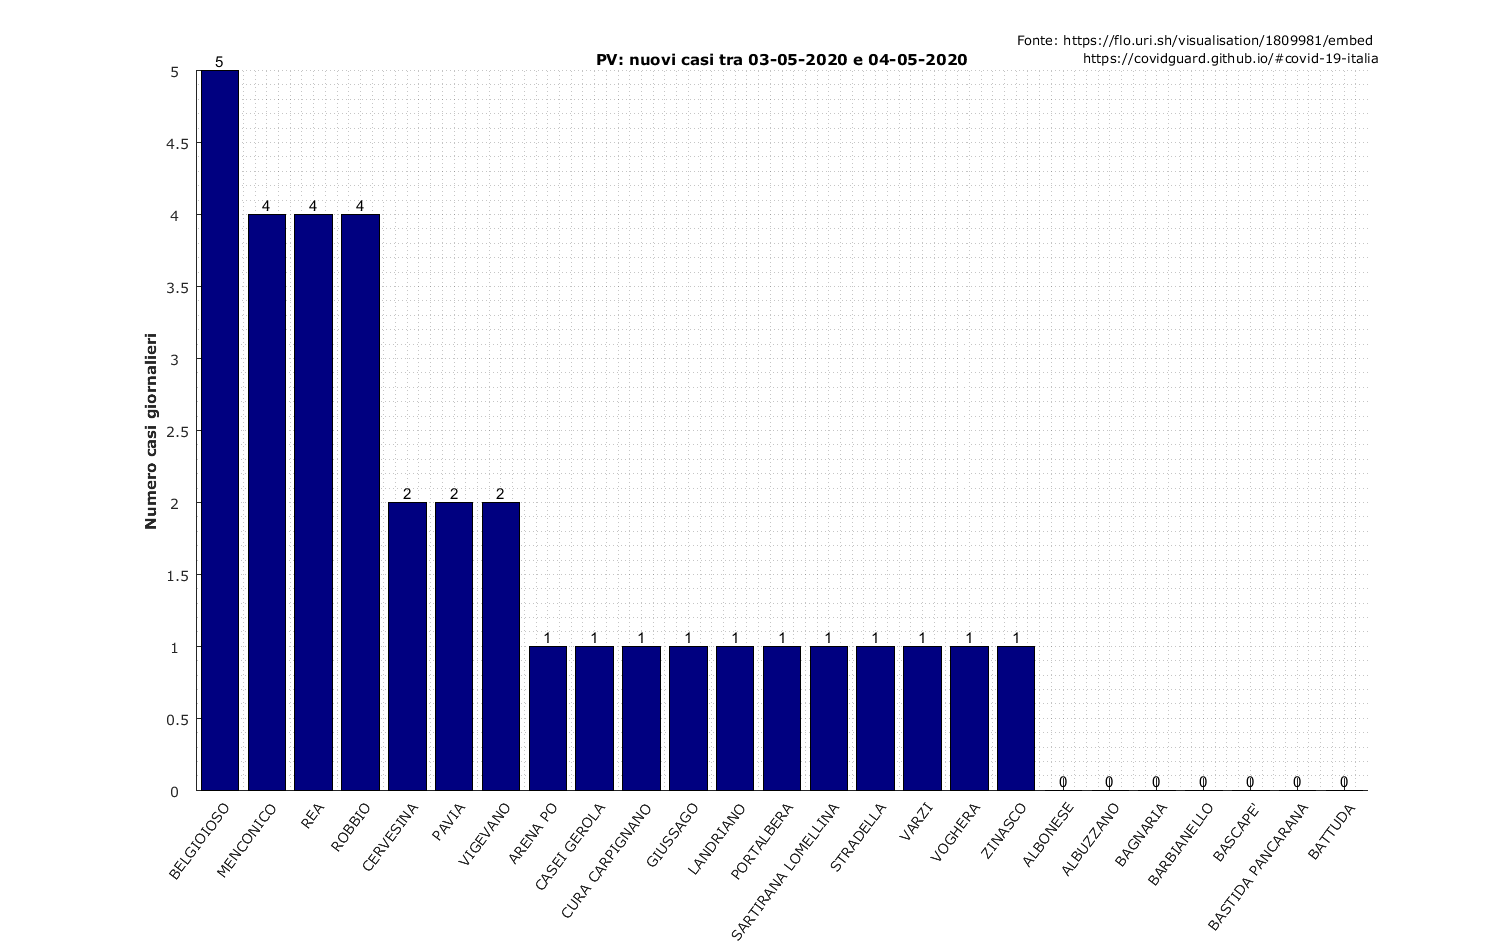 Fonte: https://flo.uri.sh/visualisation/1809981/embed
https://covidguard.github.io/#covid-19-italia
PV: nuovi casi tra 03-05-2020 e 04-05-2020
Numero casi giornalieri
5
4.5
4
3.5
3
2.5
2
1.5
1
0.5
0
5
4
4
4
2
2
2
1
1
1
1
1
1
1
1
1
1
1
0
0
0
0
0
0
0
BELGIOIOSO
MENCONICO
REA
ROBBIO
CERVESINA
PAVIA
VIGEVANO
ARENA PO
CASEI GEROLA
CURA CARPIGNANO
GIUSSAGO
LANDRIANO
PORTALBERA
SARTIRANA LOMELLINA
STRADELLA
VARZI
VOGHERA
ZINASCO
ALBONESE
ALBUZZANO
BAGNARIA
BARBIANELLO
BASCAPE'
BASTIDA PANCARANA
BATTUDA